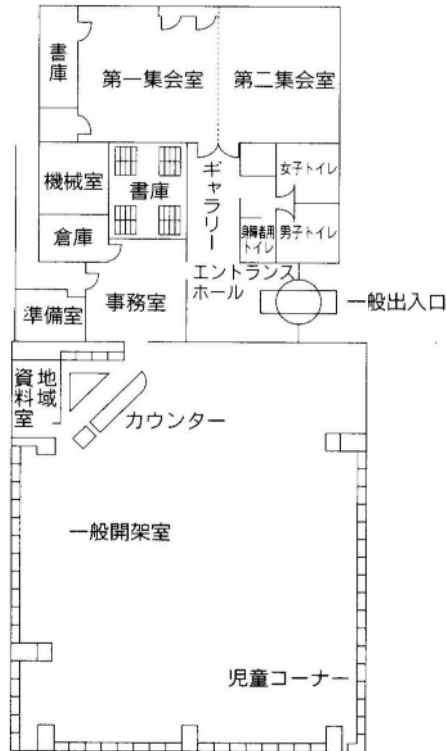 書庫
第一集会室
第二集会室
機械室
書庫
ギャラリー
女子トイレ
倉庫
身障者用
トイレ
男子トイレ
エントランス
ホール
一般出入口
準備室
事務室
地域
資料室
カウンター
一般開架室
児童コーナー